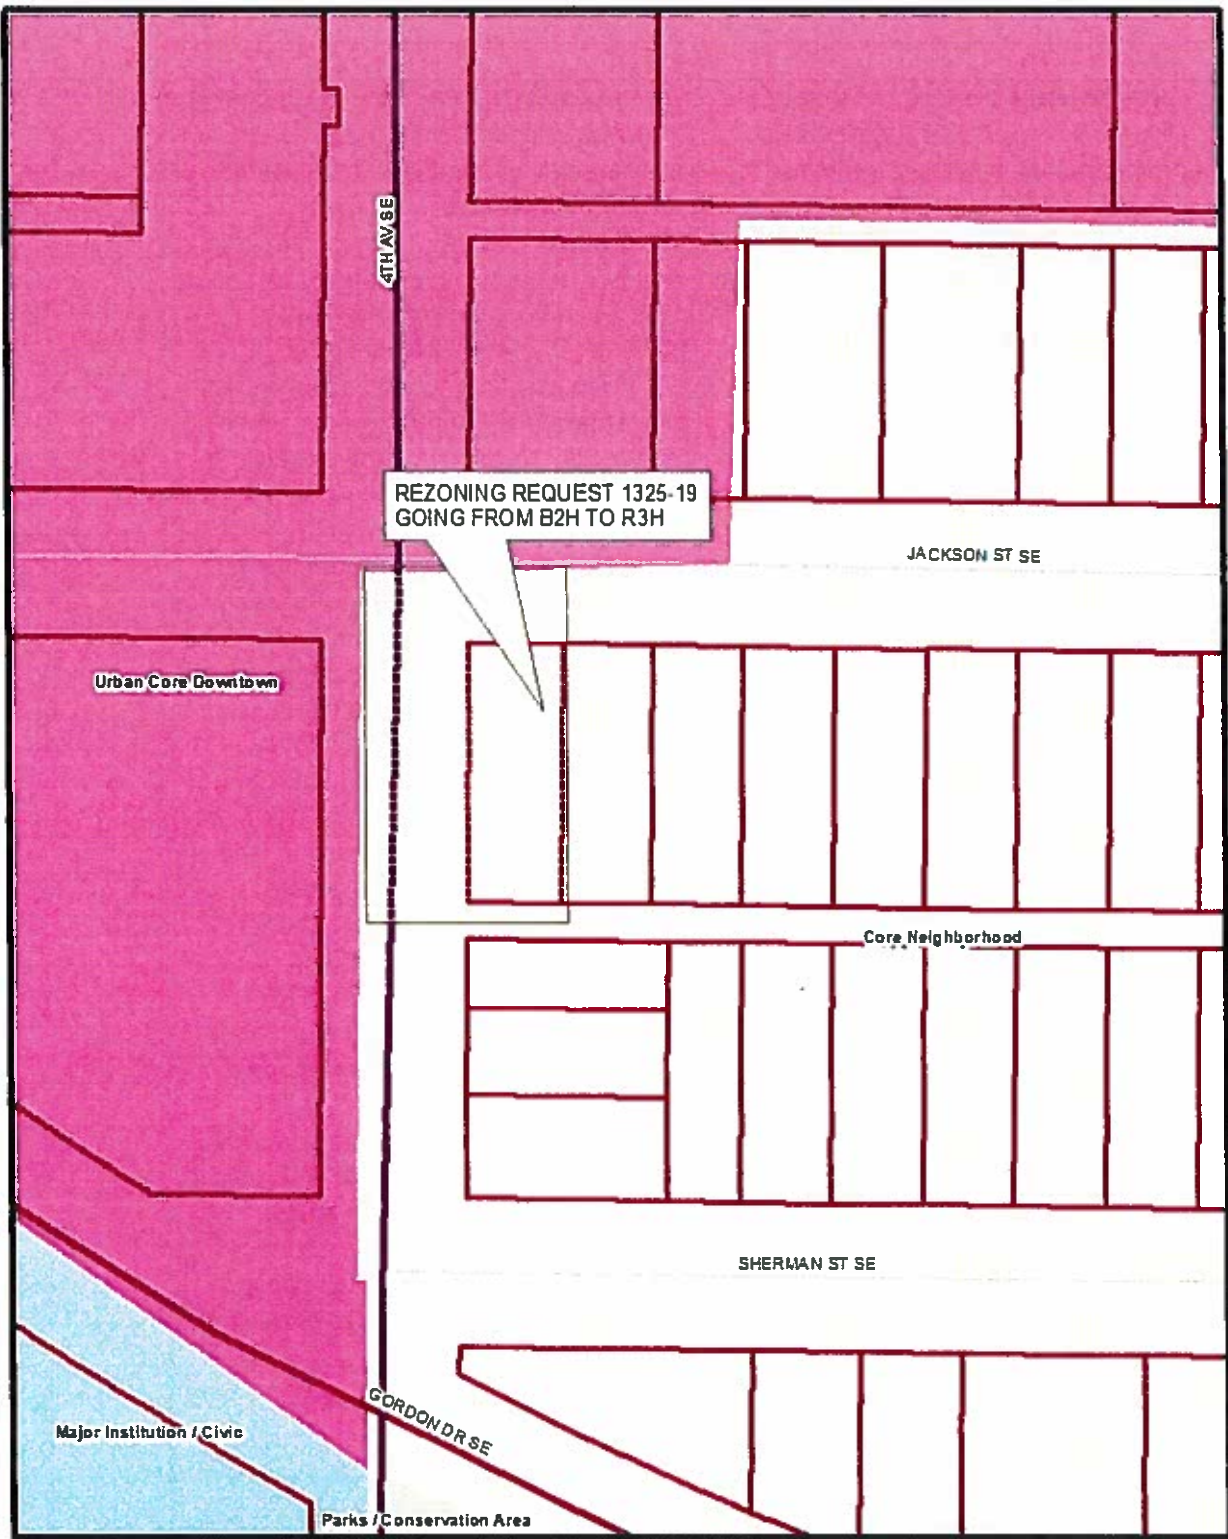 4TH AV SE
REZONING REQUEST 1325-19
GOING FROM B2H TO R3H
JACKSON ST SE
Urban Core Downtown
Core Neighborhood
SHERMAN ST SE
GORDON DR SE
Major Institution / Civic
Parks / Conservation Area